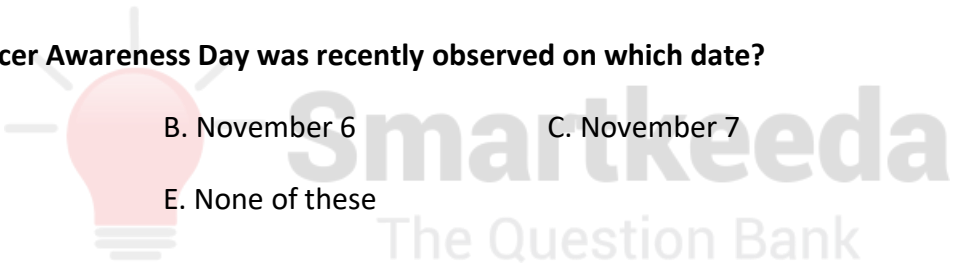 cer Awareness Day was recently observed on which date?
B. November 6 C. November 7
E. None of these
Smartkeeda
The Question Bank